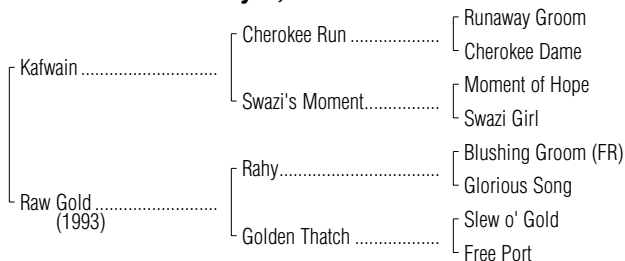 Kafwain ............................
Cherokee Run ...................
Runaway Groom
Cherokee Dame
Swazi's Moment................
Moment of Hope
Swazi Girl
Raw Gold .........................
(1993)
Rahy..................................
Blushing Groom (FR)
Glorious Song
Golden Thatch ..................
Slew o' Gold
Free Port